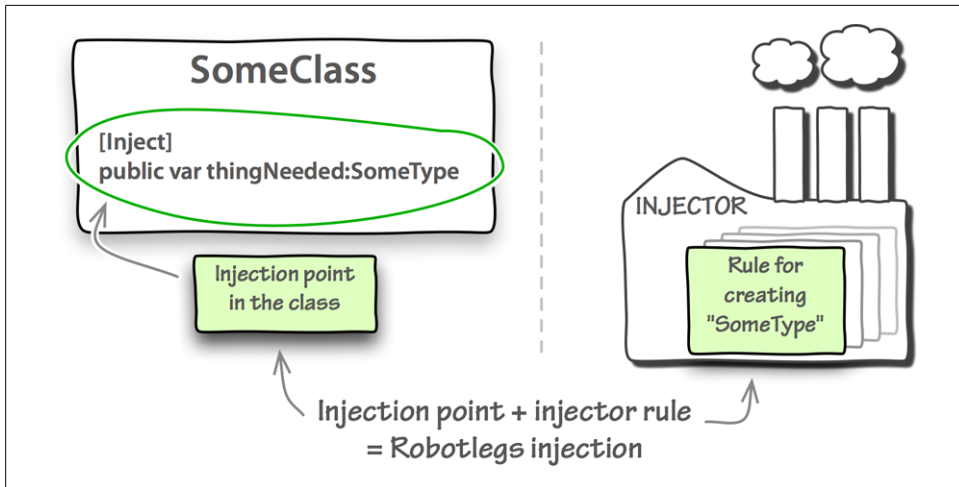 SomeClass
[Inject]
public var thingNeeded:SomeType
Injection point
in the class
INJECTOR
Rule for
creating
"SomeType"
Injection point + injector rule
= Robotlegs injection